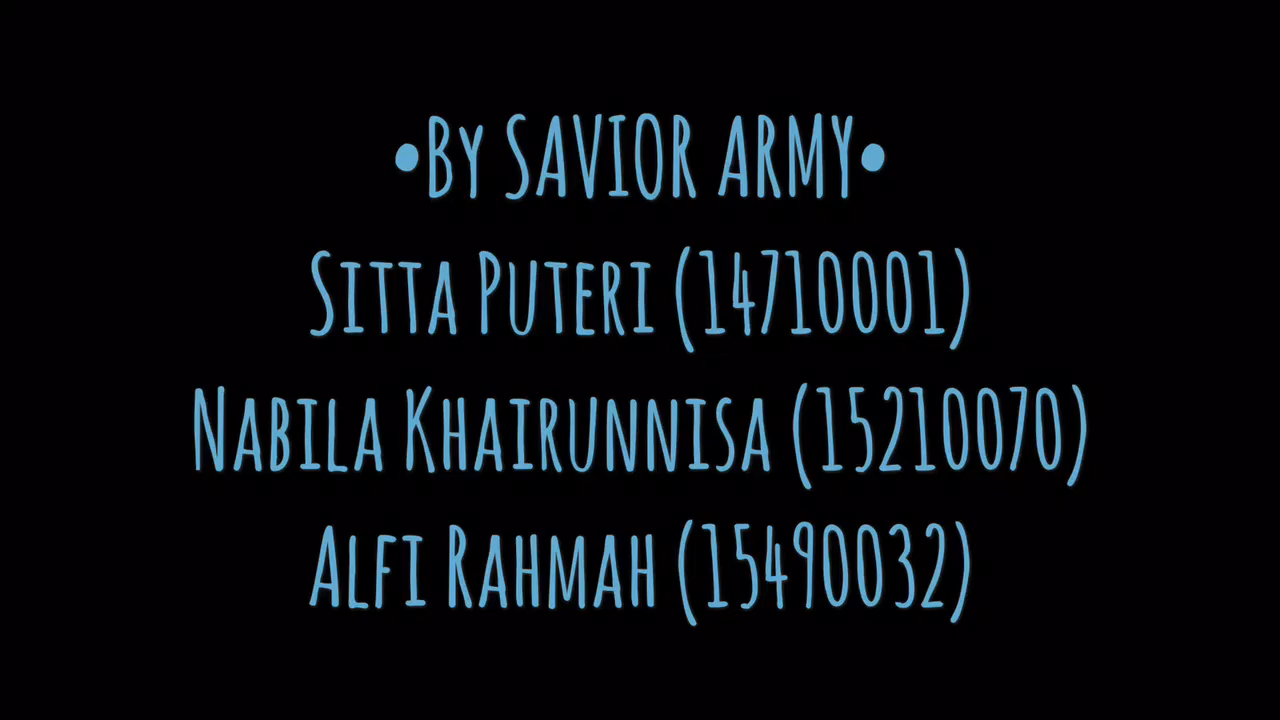 •By SAVIOR ARMY•
Sitta Puteri (14710001)
Nabila Khairunnisa (15210070)
Alfi Rahmah (15490032)